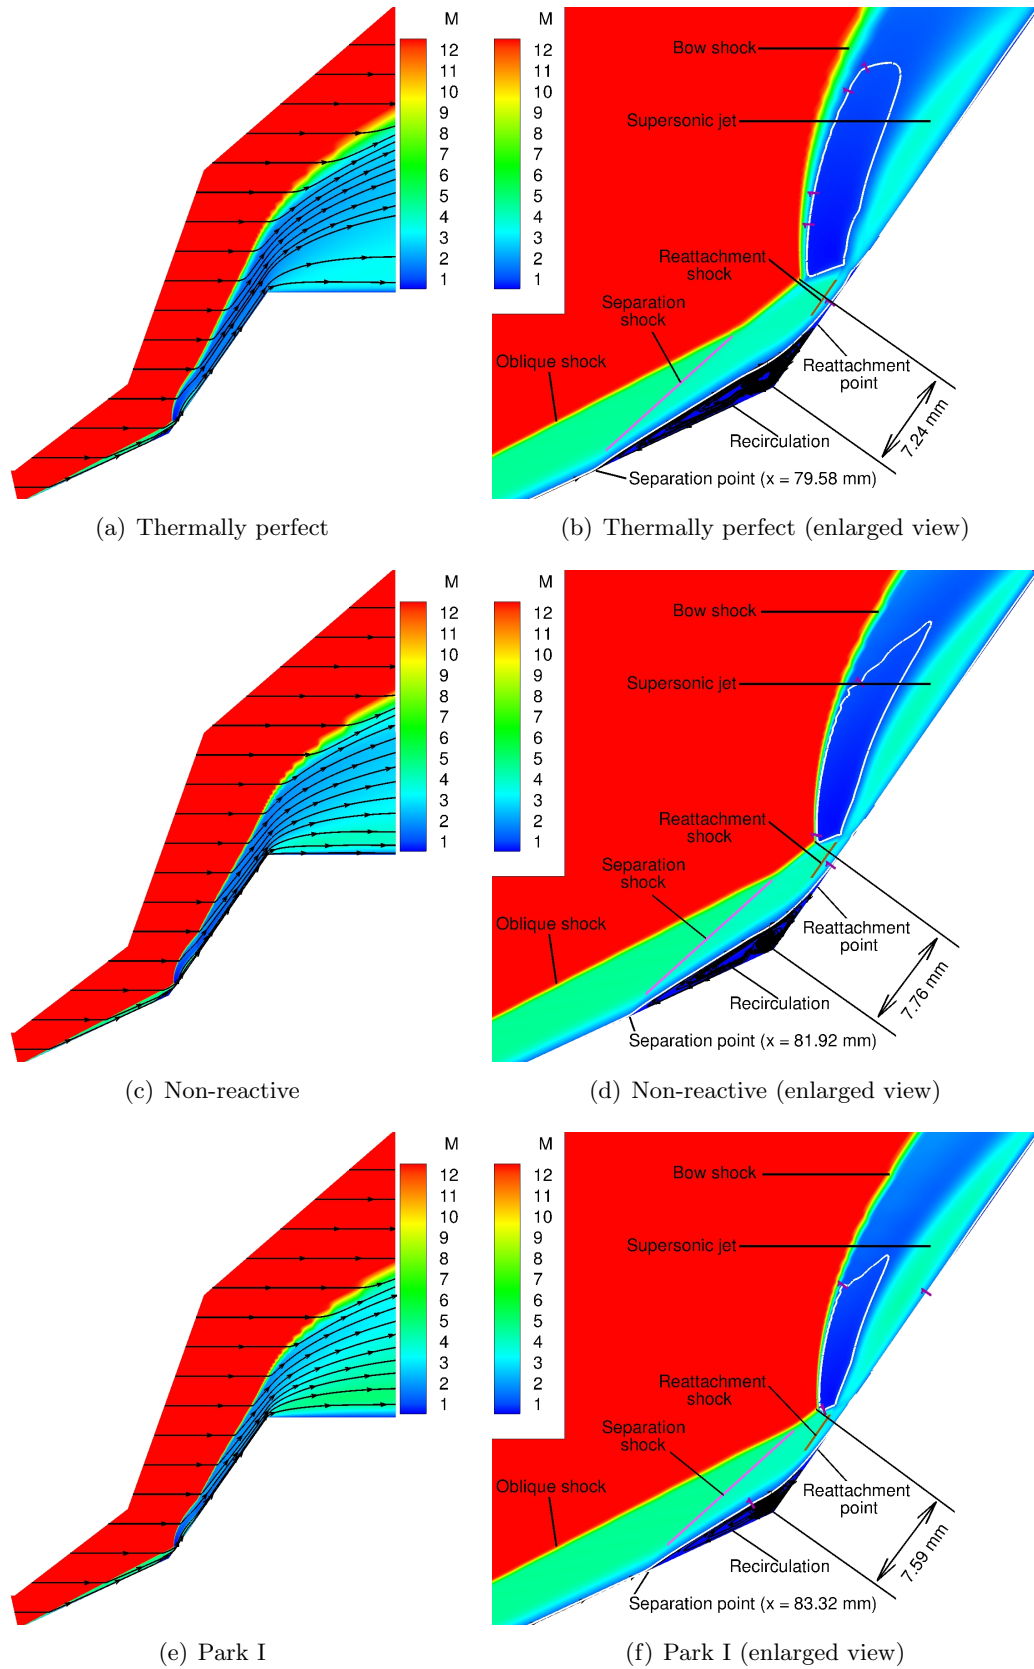 M
12
11
10
9
8
7
6
5
4
3
2
1
M
12
11
10
9
8
7
6
5
4
3
2
1
Bow shock
Supersonic jet
Reattachment
shock
Separation
shock
Oblique shock
Reattachment
point
7.24 mm
Recirculation
Separation point (x = 79.58 mm)
(a) Thermally perfect
(b) Thermally perfect (enlarged view)
M
12
11
10
9
8
7
6
5
4
3
2
1
M
12
11
10
9
8
7
6
5
4
3
2
1
Bow shock
Supersonic jet
Reattachment
shock
Separation
shock
Oblique shock
Reattachment
point
7.76 mm
Recirculation
Separation point (x = 81.92 mm)
(c) Non-reactive
(d) Non-reactive (enlarged view)
M
12
11
10
9
8
7
6
5
4
3
2
1
M
12
11
10
9
8
7
6
5
4
3
2
1
Bow shock
Supersonic jet
Reattachment
shock
Separation
shock
Oblique shock
Reattachment
point
7.59 mm
Recirculation
Separation point (x = 83.32 mm)
(e) Park I
(f) Park I (enlarged view)